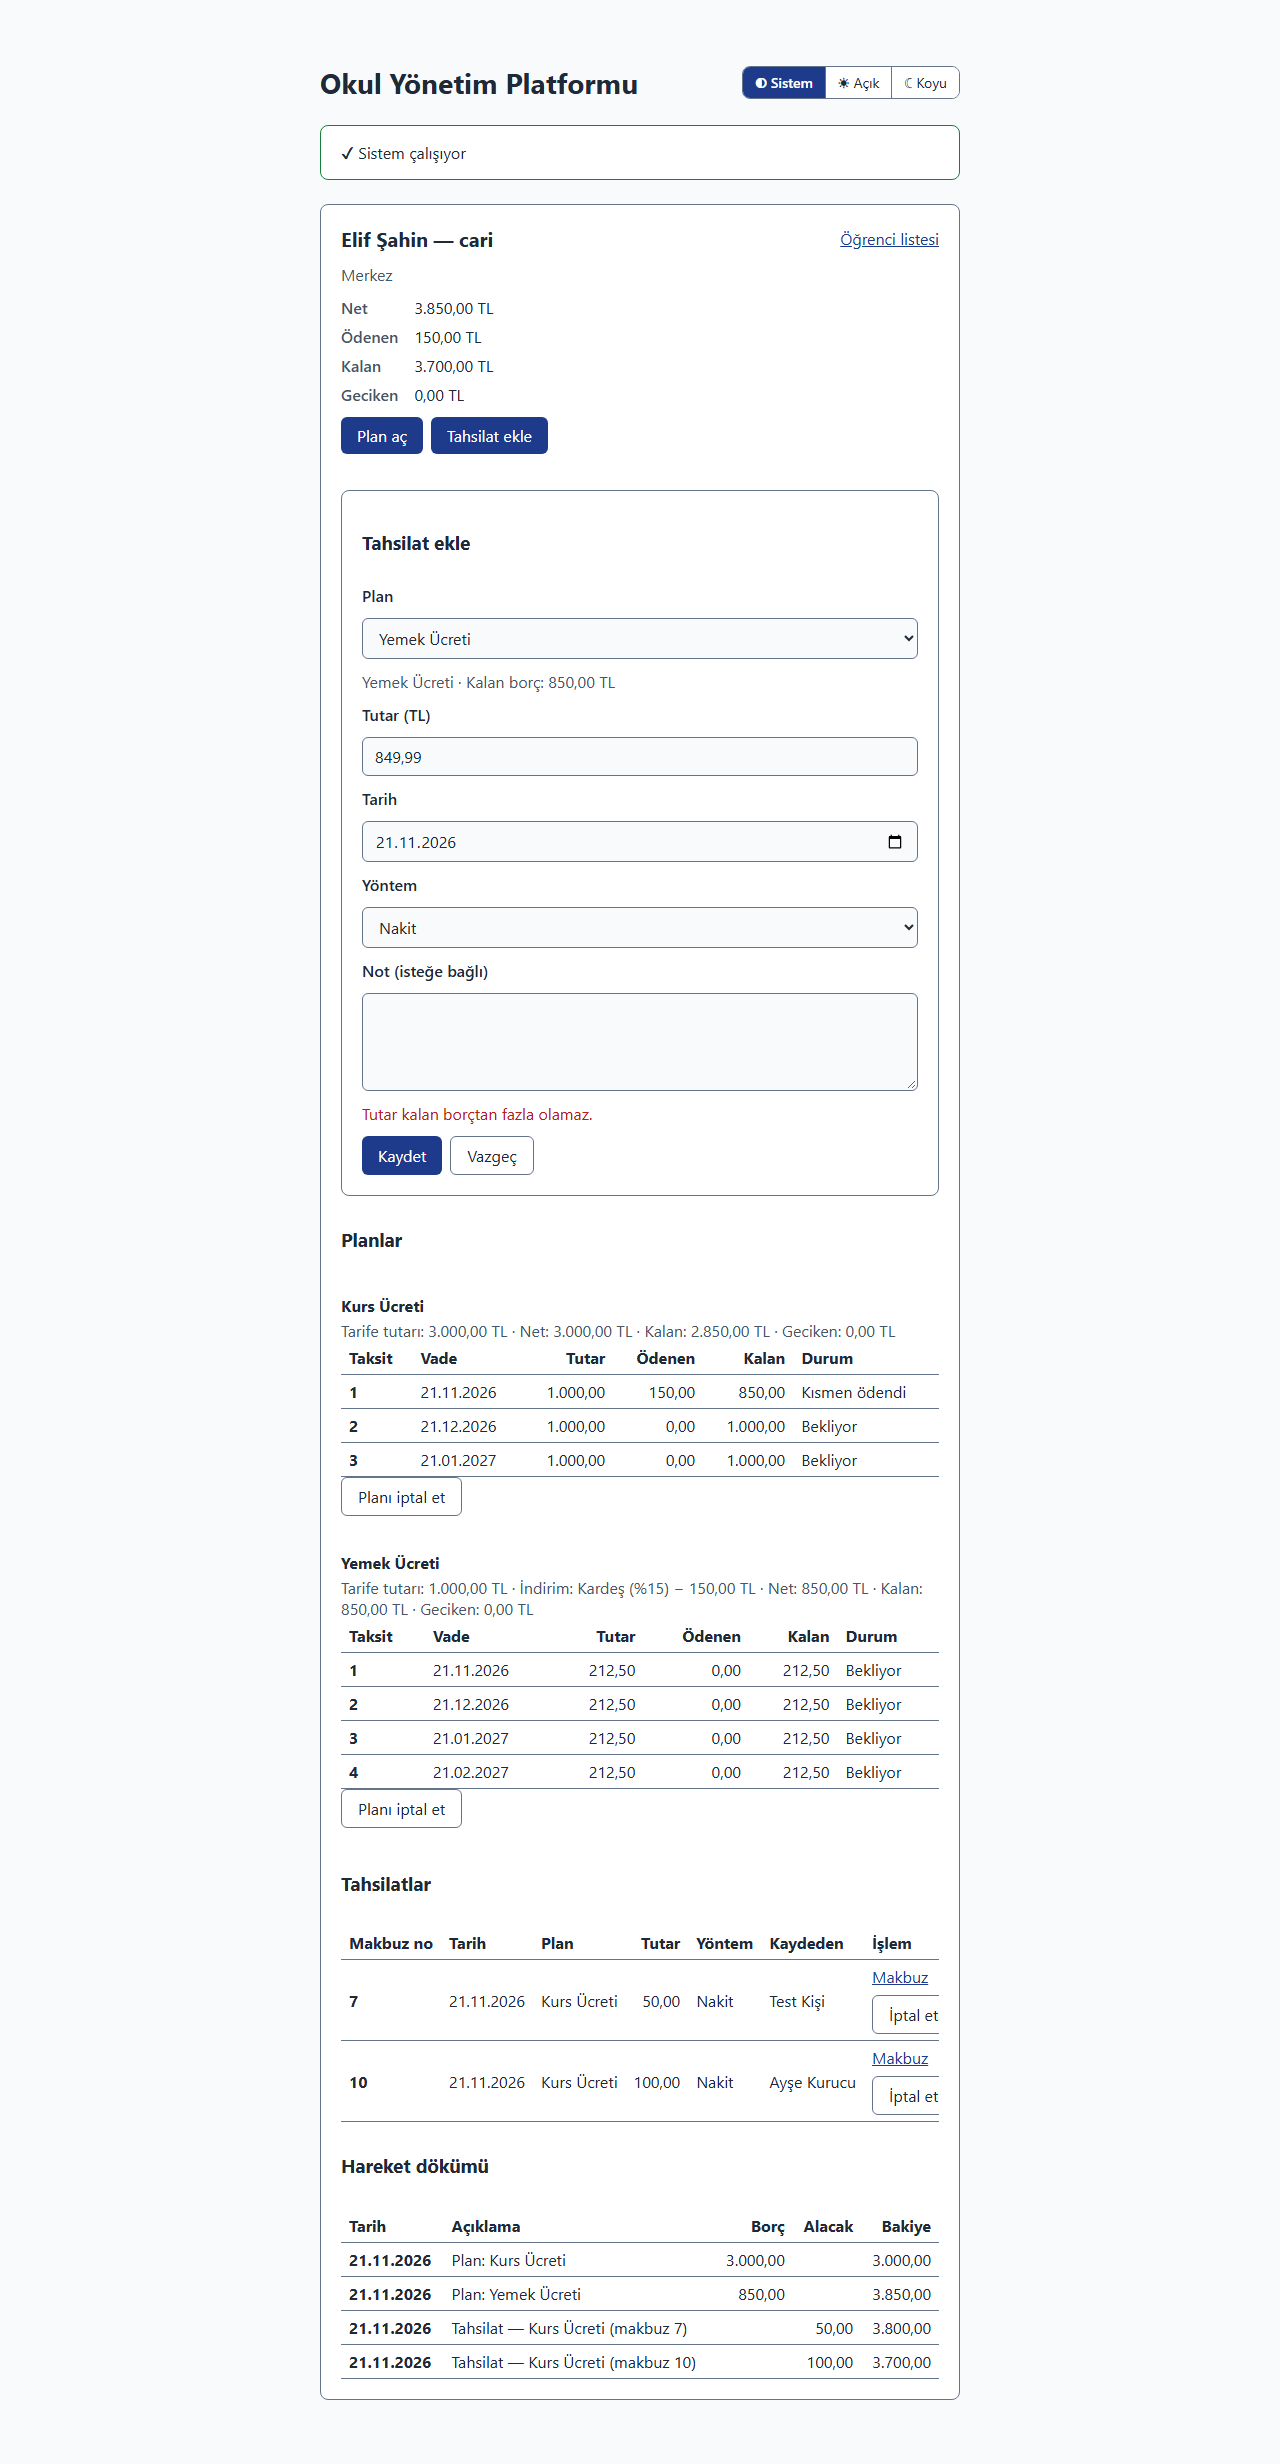 Okul Yönetim Platformu
◐ Sistem ☀ Açık ☾ Koyu
✓ Sistem çalışıyor
Elif Şahin — cari
Öğrenci listesi
Merkez
Net 3.850,00 TL
Ödenen 150,00 TL
Kalan 3.700,00 TL
Geciken 0,00 TL
Plan aç Tahsilat ekle
Tahsilat ekle
Plan
Yemek Ücreti
Yemek Ücreti · Kalan borç: 850,00 TL
Tutar (TL)
849,99
Tarih
21.11.2026
Yöntem
Nakit
Not (isteğe bağlı)
Tutar kalan borçtan fazla olamaz.
Kaydet Vazgeç
Planlar
Kurs Ücreti
Tarife tutarı: 3.000,00 TL · Net: 3.000,00 TL · Kalan: 2.850,00 TL · Geciken: 0,00 TL
Taksit Vade Tutar Ödenen Kalan Durum
1 21.11.2026 1.000,00 150,00 850,00 Kısmen ödendi
2 21.12.2026 1.000,00 0,00 1.000,00 Bekliyor
3 21.01.2027 1.000,00 0,00 1.000,00 Bekliyor
Planı iptal et
Yemek Ücreti
Tarife tutarı: 1.000,00 TL · İndirim: Kardeş (%15) − 150,00 TL · Net: 850,00 TL · Kalan:
850,00 TL · Geciken: 0,00 TL
Taksit Vade Tutar Ödenen Kalan Durum
1 21.11.2026 212,50 0,00 212,50 Bekliyor
2 21.12.2026 212,50 0,00 212,50 Bekliyor
3 21.01.2027 212,50 0,00 212,50 Bekliyor
4 21.02.2027 212,50 0,00 212,50 Bekliyor
Planı iptal et
Tahsilatlar
Makbuz no Tarih Plan Tutar Yöntem Kaydeden İşlem
7 21.11.2026 Kurs Ücreti 50,00 Nakit Test Kişi Makbuz
İptal et
10 21.11.2026 Kurs Ücreti 100,00 Nakit Ayşe Kurucu Makbuz
İptal et
Hareket dökümü
Tarih Açıklama Borç Alacak Bakiye
21.11.2026 Plan: Kurs Ücreti 3.000,00 3.000,00
21.11.2026 Plan: Yemek Ücreti 850,00 3.850,00
21.11.2026 Tahsilat — Kurs Ücreti (makbuz 7) 50,00 3.800,00
21.11.2026 Tahsilat — Kurs Ücreti (makbuz 10) 100,00 3.700,00